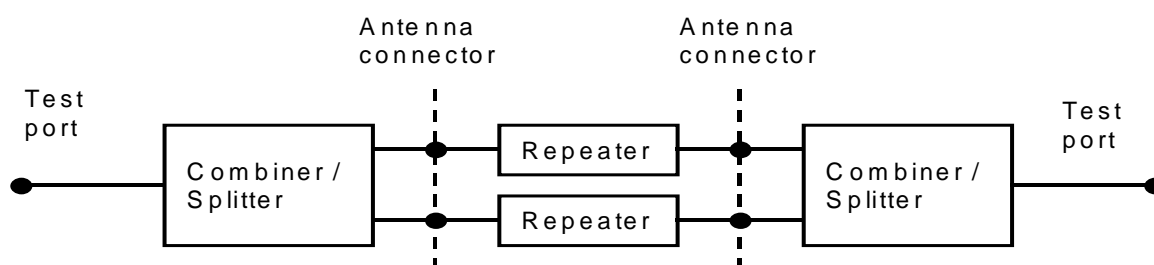 Antenna
connector
Antenna
connector
Test
port
Test
port
Combiner /
Splitter
Repeater
Repeater
Combiner /
Splitter